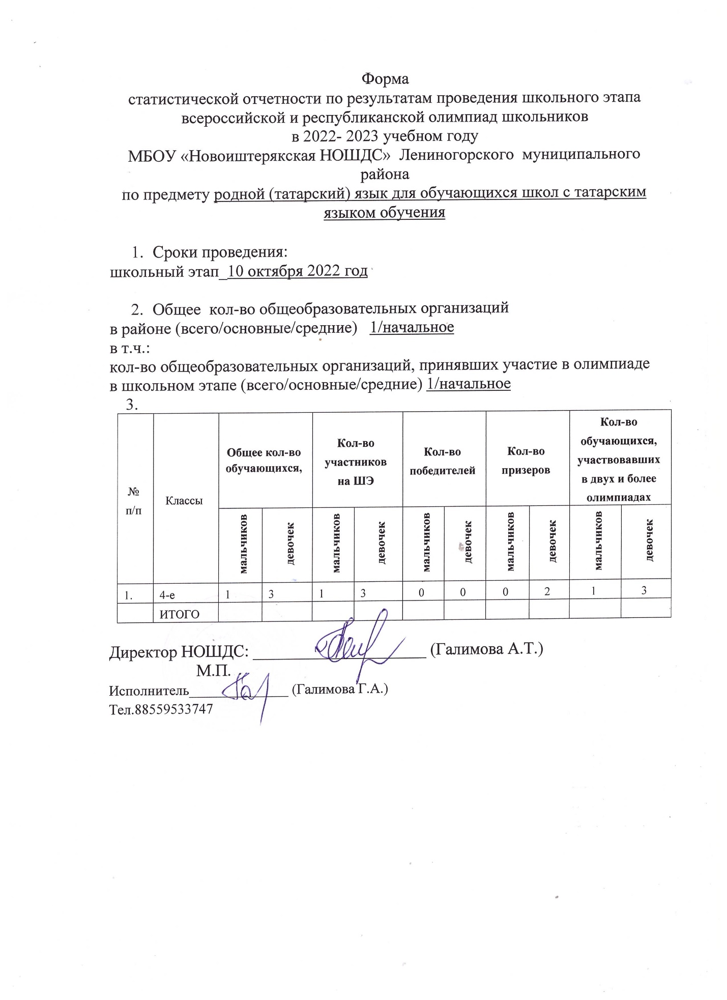 Форма
статистической отчетности по результатам проведения школьного этапа
всероссийской и республиканской олимпиад школьников
в 2022- 2023 учебном году
МБОУ «Новоиштерякская НОШДС» Лениногорского муниципального
района
по предмету родной (татарский) язык для обучающихся школ с татарским
языком обучения
1. Сроки проведения:
школьный этап_10 октября 2022 год
2. Общее кол-во общеобразовательных организаций
в районе (всего/основные/средние) 1/начальное
в т.ч.:
кол-во общеобразовательных организаций, принявших участие в олимпиаде
в школьном этапе (всего/основные/средние) 1/начальное
3.
№
п/п
Классы
Общее кол-во
обучающихся,
Кол-во
участников
на ШЭ
Кол-во
победителей
Кол-во
призеров
Кол-во
обучающихся,
участвовавших
в двух и более
олимпиадах
мальчиков девочек мальчиков девочек мальчиков девочек мальчиков девочек мальчиков девочек
1. 4-е 1 3 1 3 0 0 0 2 1 3
ИТОГО
Директор НОШДС: ______________________ (Галимова А.Т.)
М.П.
Исполнитель______________ (Галимова Г.А.)
Тел.88559533747